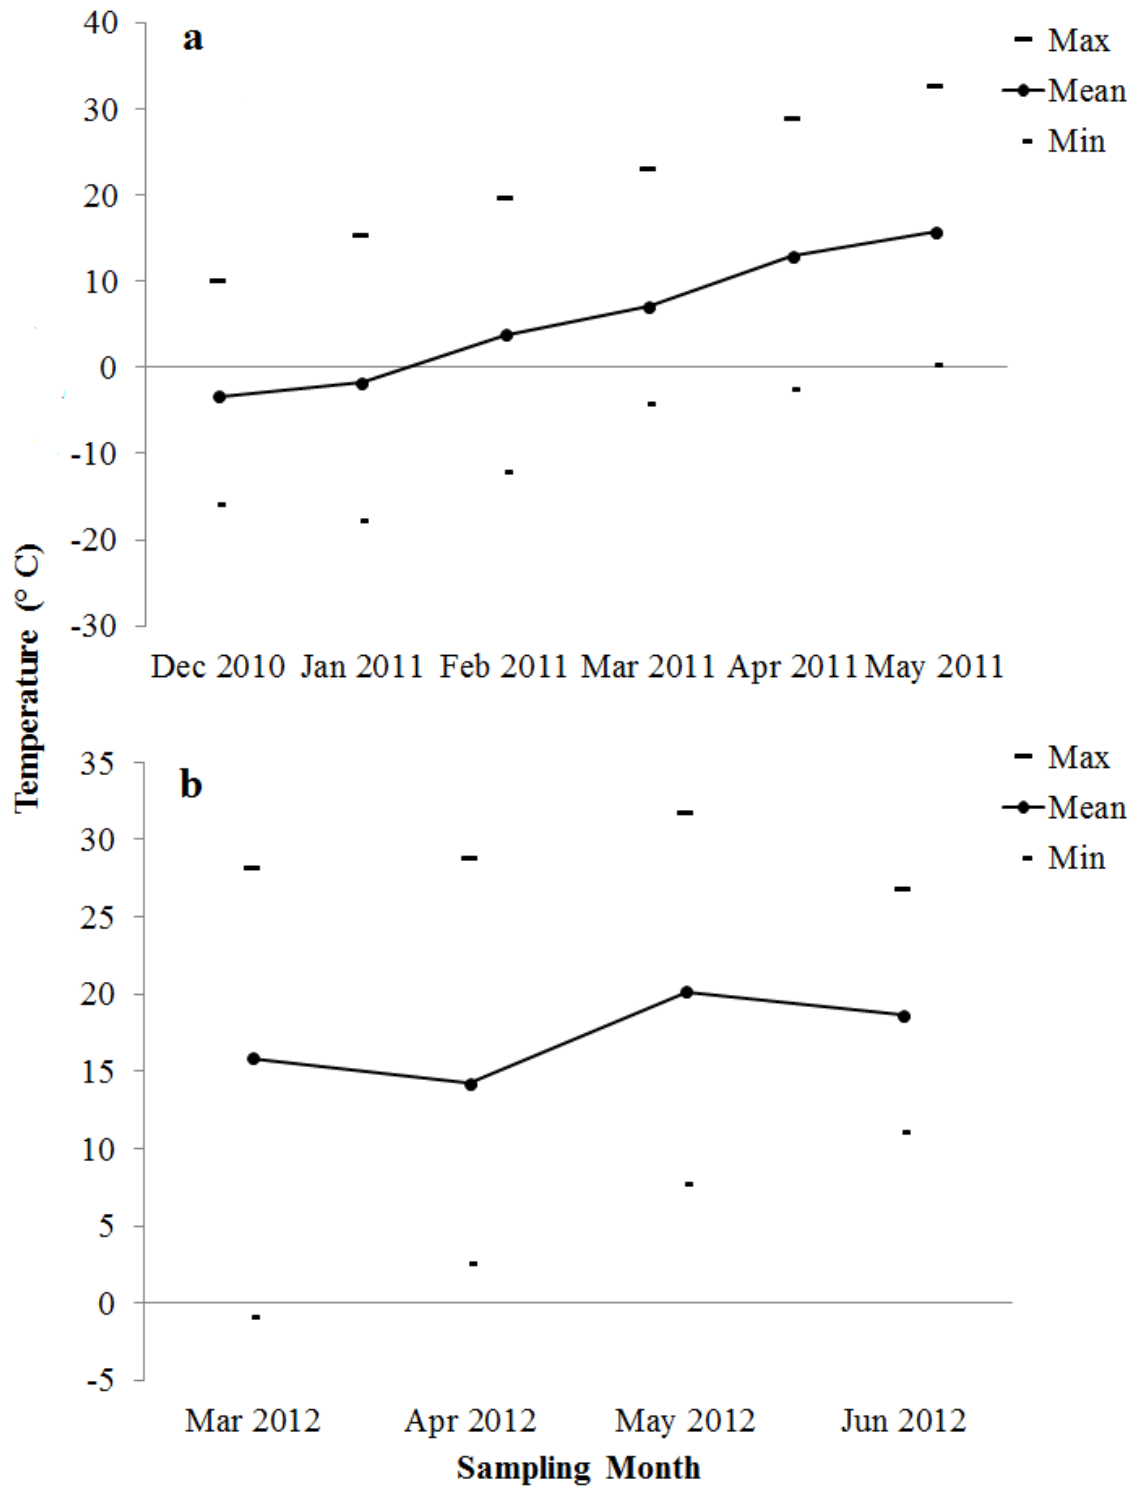 40
a
Max
30
Mean
Min
20
10
0
-10
-20
-30
Dec 2010 Jan 2011 Feb 2011 Mar 2011 Apr 2011 May 2011
Temperature (° C)
35
b
Max
30
Mean
Min
25
20
15
10
5
0
-5
Mar 2012 Apr 2012 May 2012 Jun 2012
Sampling Month